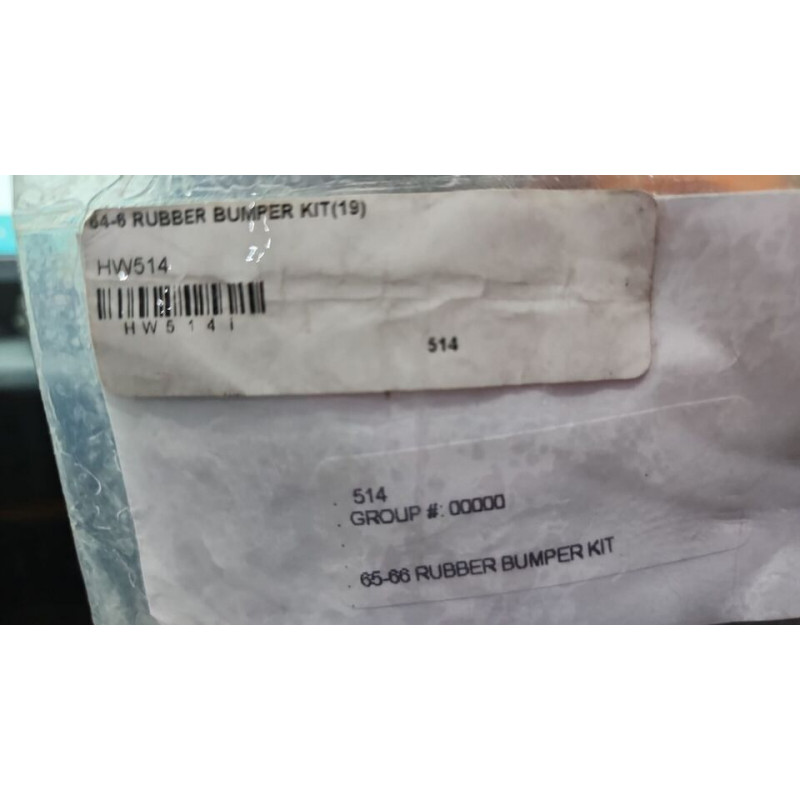 64-6 RUBBER BUMPER KIT(19)
HW514
HW514I
514
514
GROUP #: 00000
65-66 RUBBER BUMPER KIT